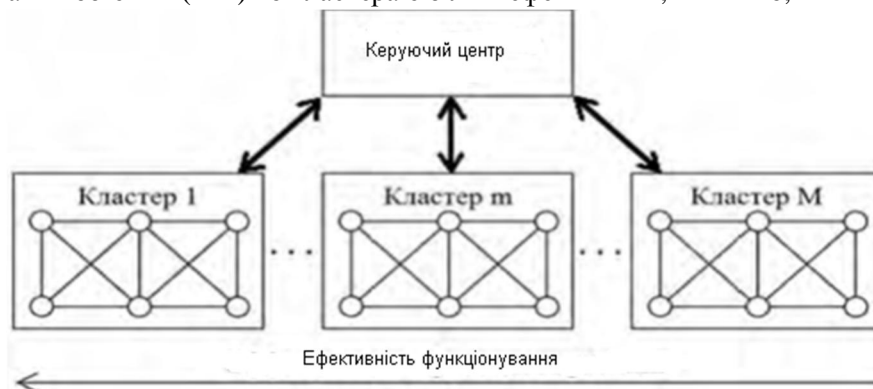 Керуючий центр
Кластер 1
Кластер m
Кластер M
. . .
. . .
Ефективність функціонування